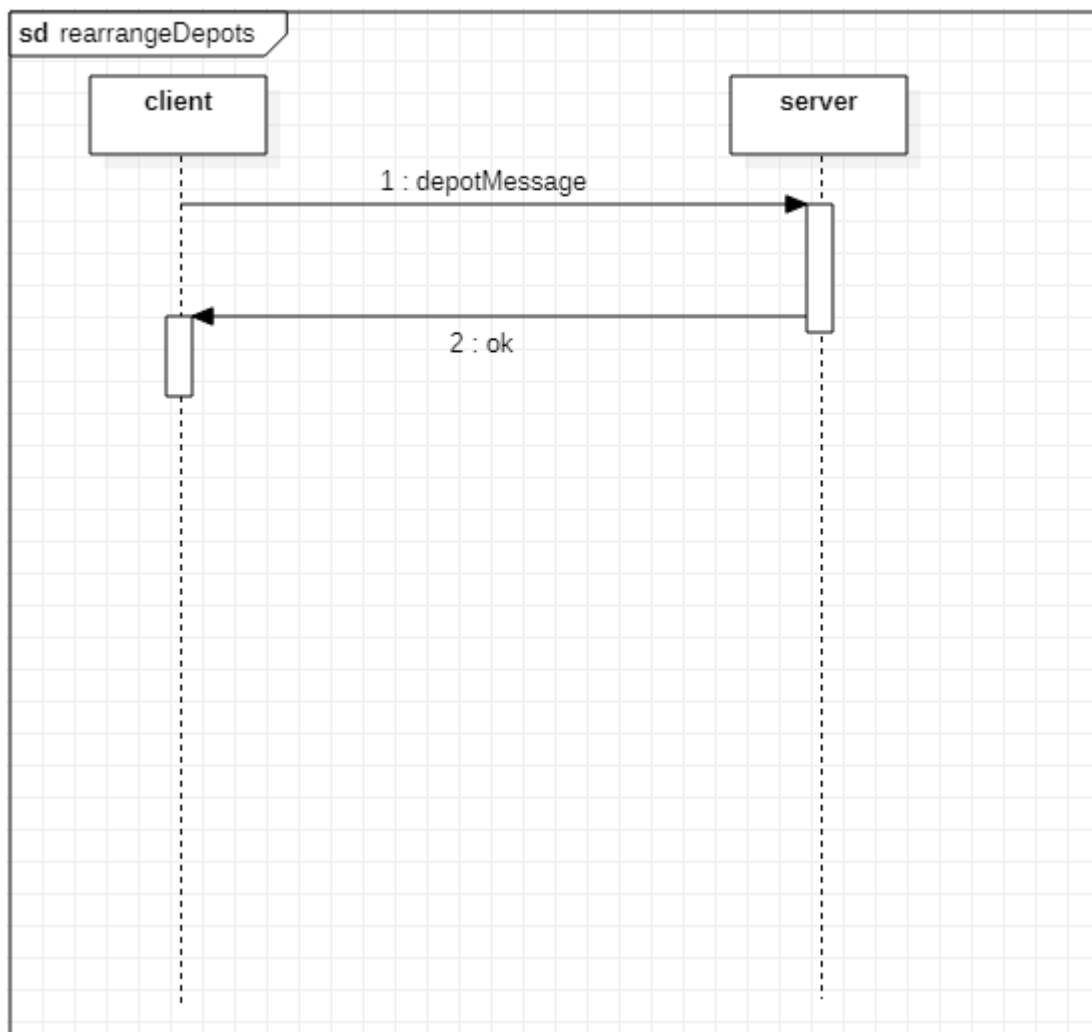 sd rearrangeDepots
client
server
1 : depotMessage
2 : ok